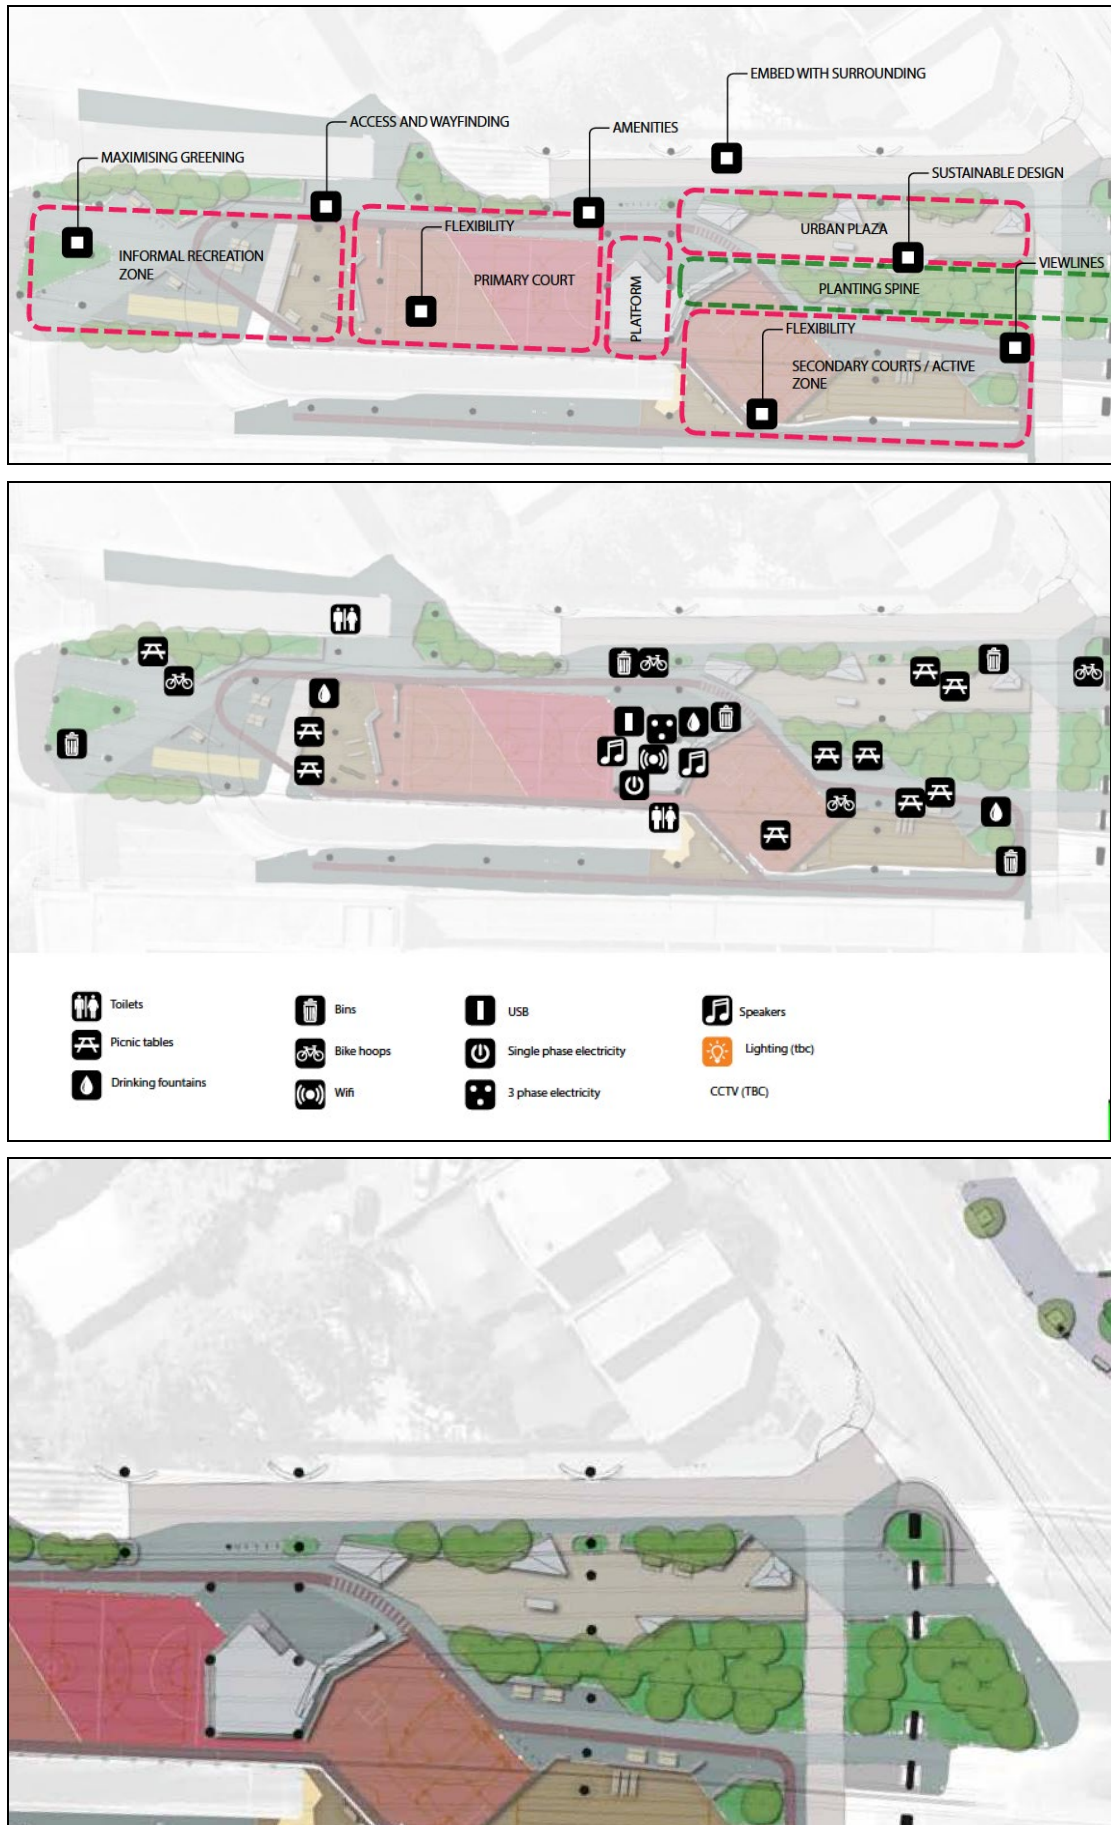 EMBED WITH SURROUNDING
ACCESS AND WAYFINDING
AMENITIES
MAXIMISING GREENING
SUSTAINABLE DESIGN
FLEXIBILITY
URBAN PLAZA
INFORMAL RECREATION
ZONE
VIEWLINES
PRIMARY COURT
PLATFORM
PLANTING SPINE
FLEXIBILITY
SECONDARY COURTS / ACTIVE
ZONE
Toilets
Bins
USB
Speakers
Picnic tables
Bike hoops
Single phase electricity
Lighting (tbc)
Drinking fountains
Wifi
3 phase electricity
CCTV (TBC)